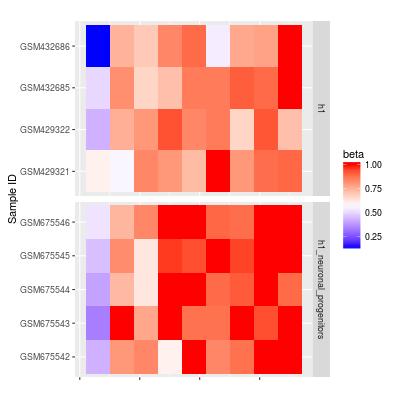 GSM432686
GSM432685
GSM429322
GSM429321
h1
GSM675546
GSM675545
GSM675544
GSM675543
GSM675542
h1_neuronal_progenitors
Sample ID
beta
1.00
0.75
0.50
0.25